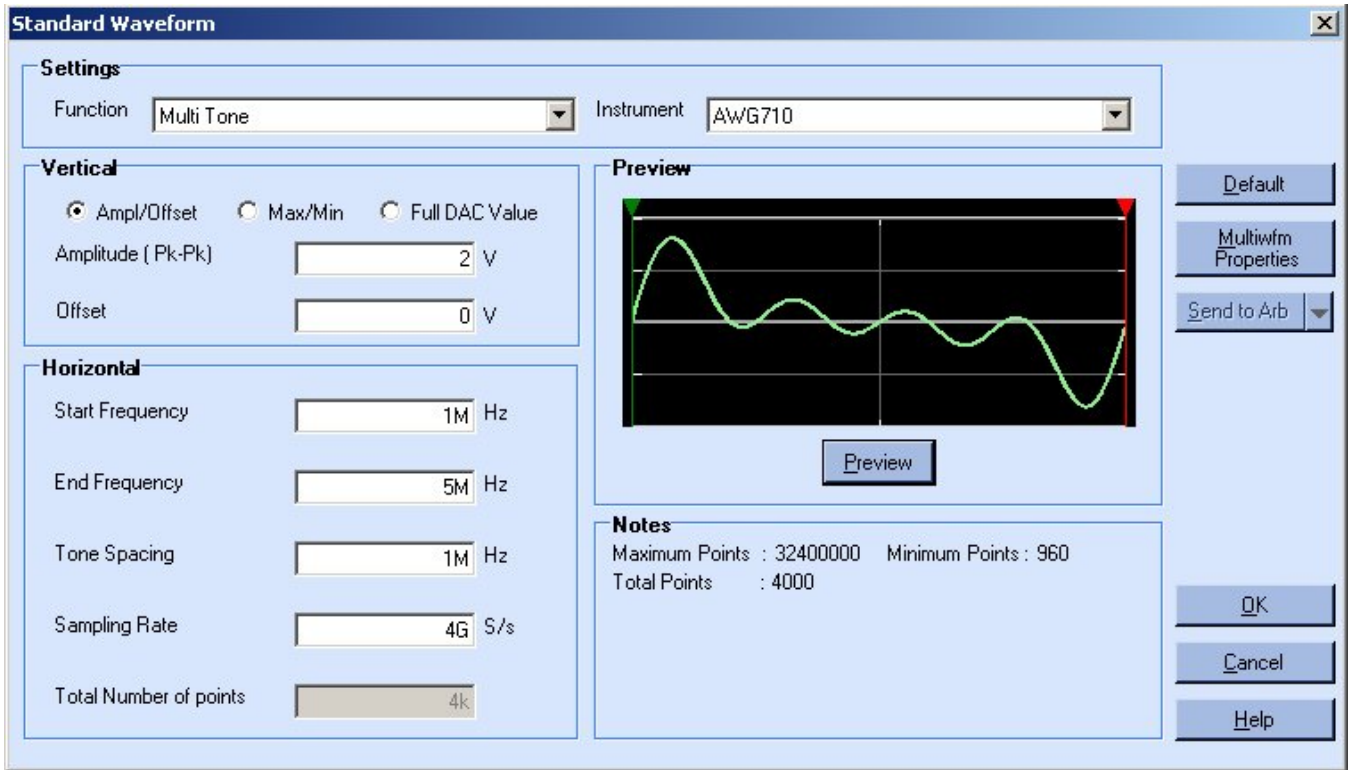 Standard Waveform
Settings
Function Multi Tone Instrument AWG710
Vertical
Ampl/Offset Max/Min Full DAC Value
Amplitude ( Pk-Pk) 2 V
Offset 0 V
Horizontal
Start Frequency 1M Hz
End Frequency 5M Hz
Tone Spacing 1M Hz
Sampling Rate 4G S/s
Total Number of points 4k
Preview
Preview
Notes
Maximum Points : 32400000 Minimum Points : 960
Total Points : 4000
Default
Multiwfm
Properties
Send to Arb
OK
Cancel
Help